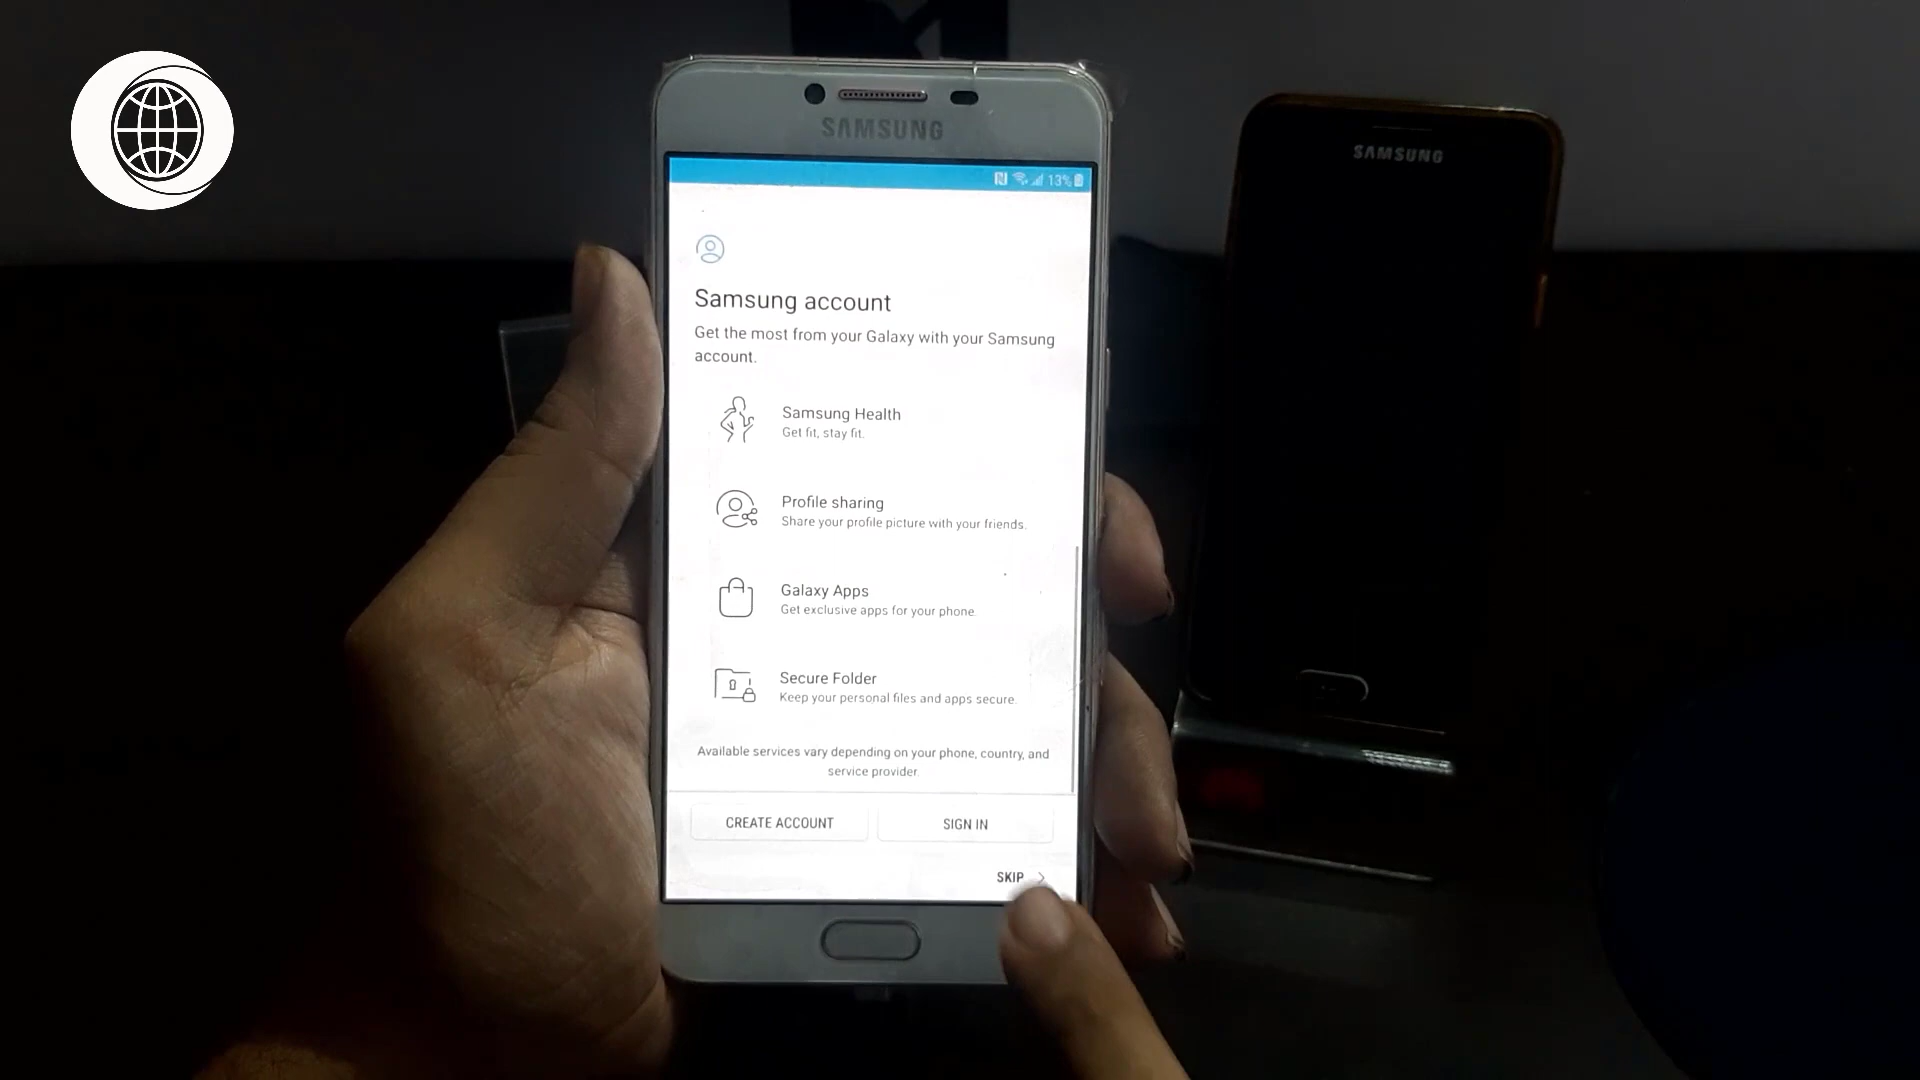 SAMSUNG
13%
Samsung account
Get the most from your Galaxy with your Samsung
account.
Samsung Health
Get fit, stay fit.
Profile sharing
Share your profile picture with your friends.
Galaxy Apps
Get exclusive apps for your phone.
Secure Folder
Keep your personal files and apps secure.
Available services vary depending on your phone, country, and
service provider.
CREATE ACCOUNT
SIGN IN
SKIP
SAMSUNG